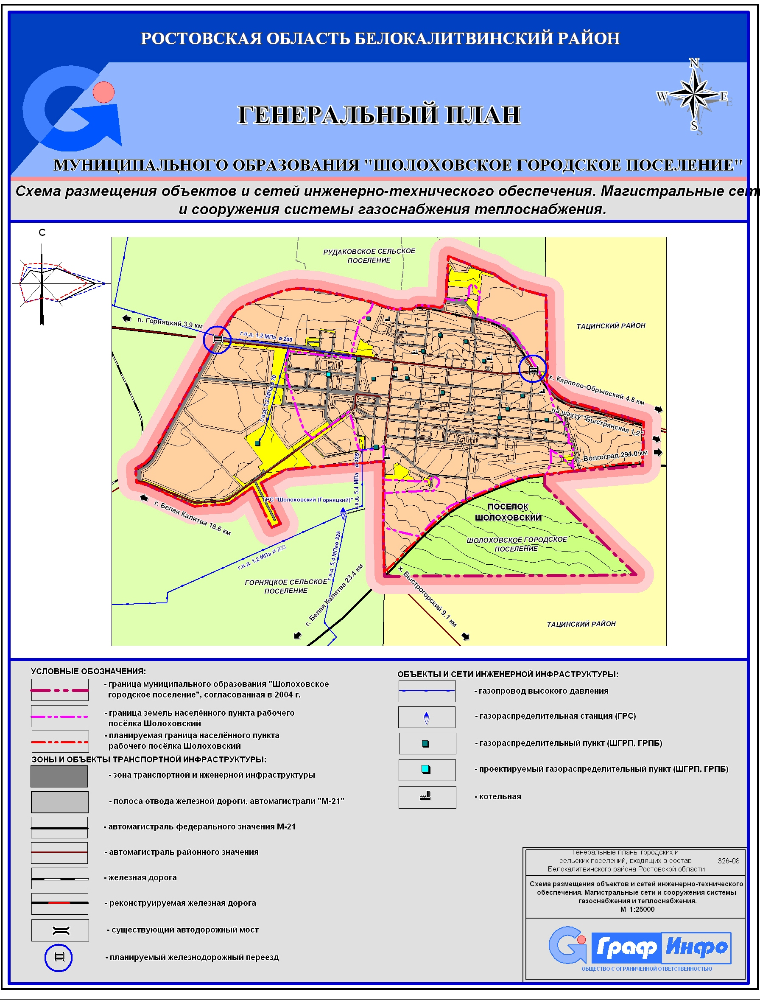 РОСТОВСКАЯ ОБЛАСТЬ БЕЛОКАЛИТВИНСКИЙ РАЙОН
N
W
E
S
ГЕНЕРАЛЬНЫЙ ПЛАН
МУНИЦИПАЛЬНОГО ОБРАЗОВАНИЯ "ШОЛОХОВСКОЕ ГОРОДСКОЕ ПОСЕЛЕНИЕ"
Схема размещения объектов и сетей инженерно-технического обеспечения. Магистральные сет
и сооружения системы газоснабжения теплоснабжения.
С
РУДАКОВСКОЕ СЕЛЬСКОЕ
ПОСЕЛЕНИЕ
п. Горняцкий 3.9 км
ТАЦИНСКИЙ РАЙОН
г.в.д-1,2 МПа ø 200
г.в.д-1,2 МПа ø 70
х. Карпово-Обрывский 4.8 км
на шахту "Быстрянская 1,2"
г. Волгоград 294.0 км
г.в.д. 5,4 МПа ø 325
ГРС "Шолоховский (Горняцкий)"
г. Белая Калитва 18.6 км
ПОСЕЛОК
ШОЛОХОВСКИЙ
ШОЛОХОВСКОЕ ГОРОДСКОЕ
ПОСЕЛЕНИЕ
г.в.д. 1,2 МПа ø 200
г.в.д. 5,4 МПаø 325
ГОРНЯЦКОЕ СЕЛЬСКОЕ
ПОСЕЛЕНИЕ
г. Белая Калитва 23.4 км
х. Быстрогорский 9.1 км
ТАЦИНСКИЙ РАЙОН
УСЛОВНЫЕ ОБОЗНАЧЕНИЯ:
- граница муниципального образования "Шолоховское
городское поселение", согласованная в 2004 г.
- граница земель населённого пункта рабочего
посёлка Шолоховский
- планируемая граница населённого пункта
рабочего посёлка Шолоховский
ЗОНЫ И ОБЪЕКТЫ ТРАНСПОРТНОЙ ИНФРАСТРУКТУРЫ:
- зона транспортной и нженерной инфраструктуры
- полоса отвода железной дороги, автомагистрали "М-21"
- автомагистраль федерального значения М-21
- автомагистраль районного значения
- железная дорога
- реконструируемая железная дорога
- существующий автодорожный мост
- планируемый железнодорожный переезд
ОБЪЕКТЫ И СЕТИ ИНЖЕНЕРНОЙ ИНФРАСТРУКТУРЫ:
- газопровод высокого давления
- газораспределительная станция (ГРС)
- газораспределительный пункт (ШГРП, ГРПБ)
- проектируемый газораспределительный пункт (ШГРП, ГРПБ)
- котельная
Генеральные планы городских и
сельских поселений, входящих в состав
Белокалитвинского района Ростовской области
326-08
Схема размещения объектов и сетей инженерно-технического
обеспечения. Магистральные сети и сооружения системы
газоснабжения и теплоснабжения.
М 1:25000
Граф Инфо
ОБЩЕСТВО С ОГРАНИЧЕННОЙ ОТВЕТСТВЕННОСТЬЮ